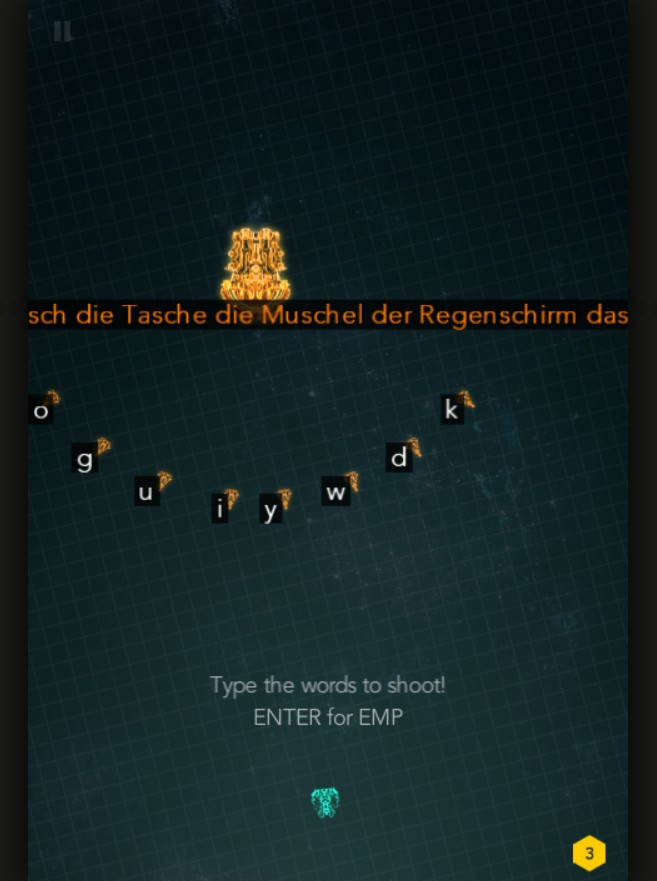 sch die Tasche die Muschel der Regenschirm das
o
k
g
d
u
w
i
y
Type the words to shoot!
ENTER for EMP
3